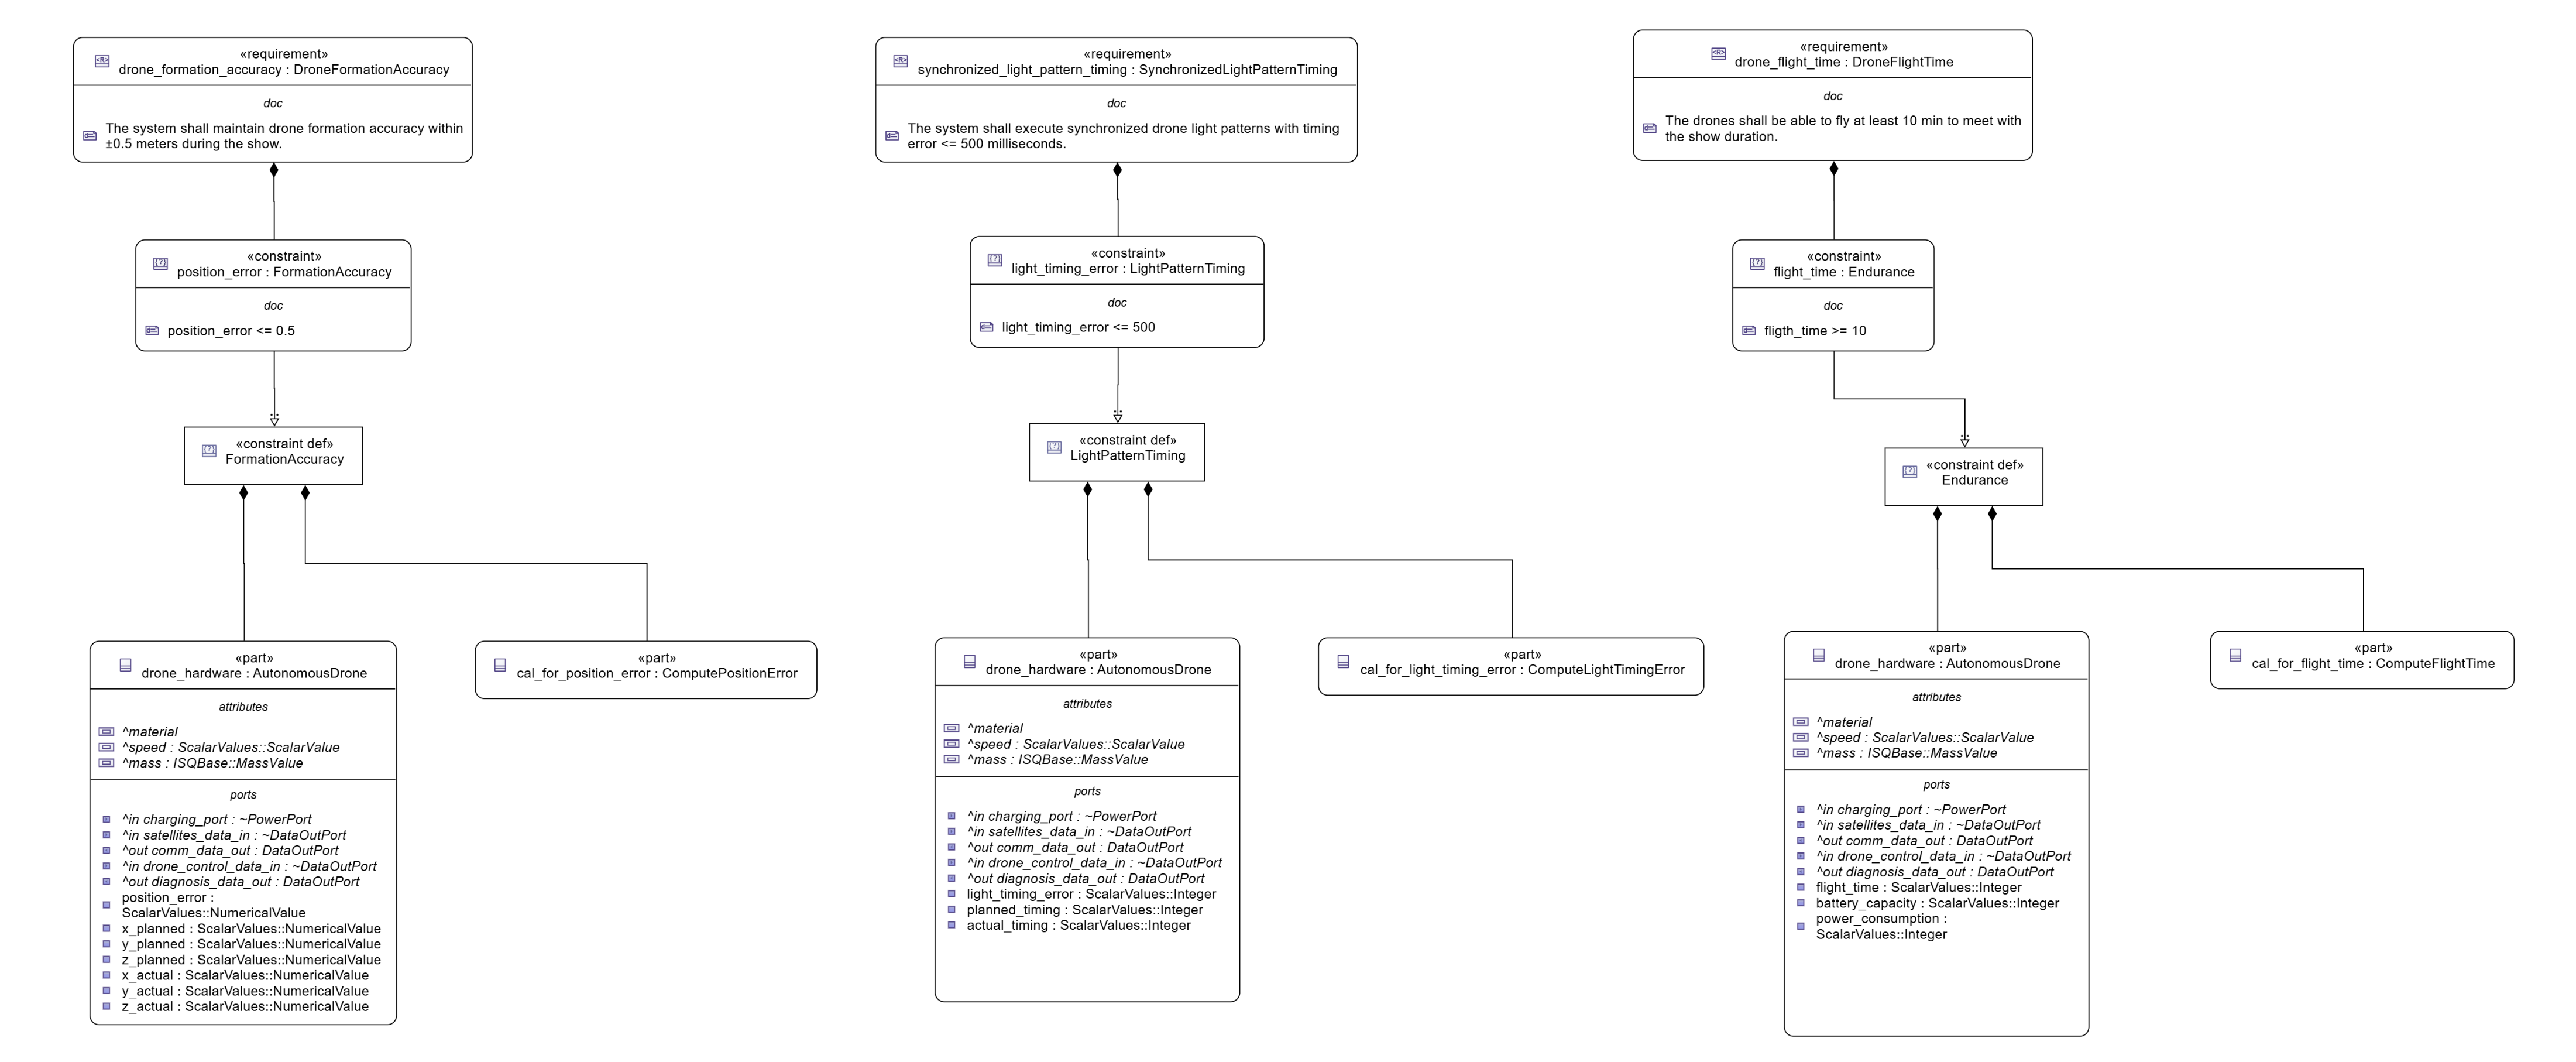 «requirement»
drone_formation_accuracy : DroneFormationAccuracy
doc
The system shall maintain drone formation accuracy within
±0.5 meters during the show.
«constraint»
position_error : FormationAccuracy
doc
position_error <= 0.5
«constraint def»
FormationAccuracy
«part»
drone_hardware : AutonomousDrone
attributes
^material
^speed : ScalarValues::ScalarValue
^mass : ISQBase::MassValue
ports
^in charging_port : ~PowerPort
^in satellites_data_in : ~DataOutPort
^out comm_data_out : DataOutPort
^in drone_control_data_in : ~DataOutPort
^out diagnosis_data_out : DataOutPort
position_error :
ScalarValues::NumericalValue
x_planned : ScalarValues::NumericalValue
y_planned : ScalarValues::NumericalValue
z_planned : ScalarValues::NumericalValue
x_actual : ScalarValues::NumericalValue
y_actual : ScalarValues::NumericalValue
z_actual : ScalarValues::NumericalValue
«part»
cal_for_position_error : ComputePositionError
«requirement»
synchronized_light_pattern_timing : SynchronizedLightPatternTiming
doc
The system shall execute synchronized drone light patterns with timing
error <= 500 milliseconds.
«constraint»
light_timing_error : LightPatternTiming
doc
light_timing_error <= 500
«constraint def»
LightPatternTiming
«part»
drone_hardware : AutonomousDrone
attributes
^material
^speed : ScalarValues::ScalarValue
^mass : ISQBase::MassValue
ports
^in charging_port : ~PowerPort
^in satellites_data_in : ~DataOutPort
^out comm_data_out : DataOutPort
^in drone_control_data_in : ~DataOutPort
^out diagnosis_data_out : DataOutPort
light_timing_error : ScalarValues::Integer
planned_timing : ScalarValues::Integer
actual_timing : ScalarValues::Integer
«part»
cal_for_light_timing_error : ComputeLightTimingError
«requirement»
drone_flight_time : DroneFlightTime
doc
The drones shall be able to fly at least 10 min to meet with
the show duration.
«constraint»
flight_time : Endurance
doc
fligth_time >= 10
«constraint def»
Endurance
«part»
drone_hardware : AutonomousDrone
attributes
^material
^speed : ScalarValues::ScalarValue
^mass : ISQBase::MassValue
ports
^in charging_port : ~PowerPort
^in satellites_data_in : ~DataOutPort
^out comm_data_out : DataOutPort
^in drone_control_data_in : ~DataOutPort
^out diagnosis_data_out : DataOutPort
flight_time : ScalarValues::Integer
battery_capacity : ScalarValues::Integer
power_consumption :
ScalarValues::Integer
«part»
cal_for_flight_time : ComputeFlightTime